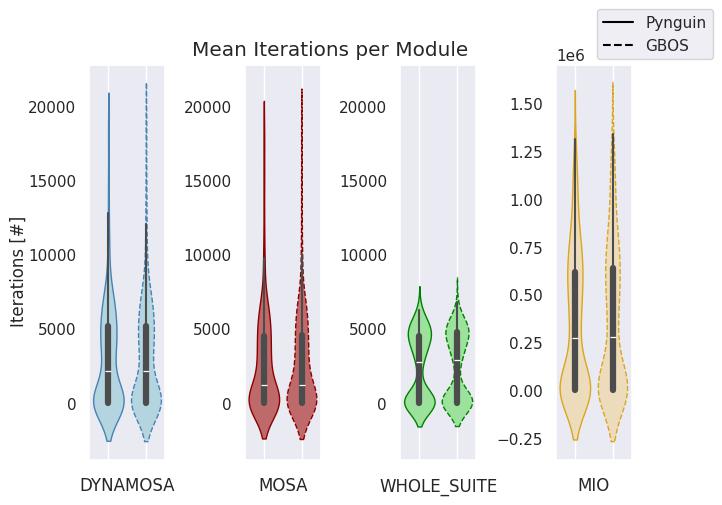 Pynguin
GBOS
Mean Iterations per Module
1e6
Iterations [#]
20000
15000
10000
5000
0
20000
15000
10000
5000
0
20000
15000
10000
5000
0
1.50
1.25
1.00
0.75
0.50
0.25
0.00
−0.25
DYNAMOSA
MOSA
WHOLE_SUITE
MIO